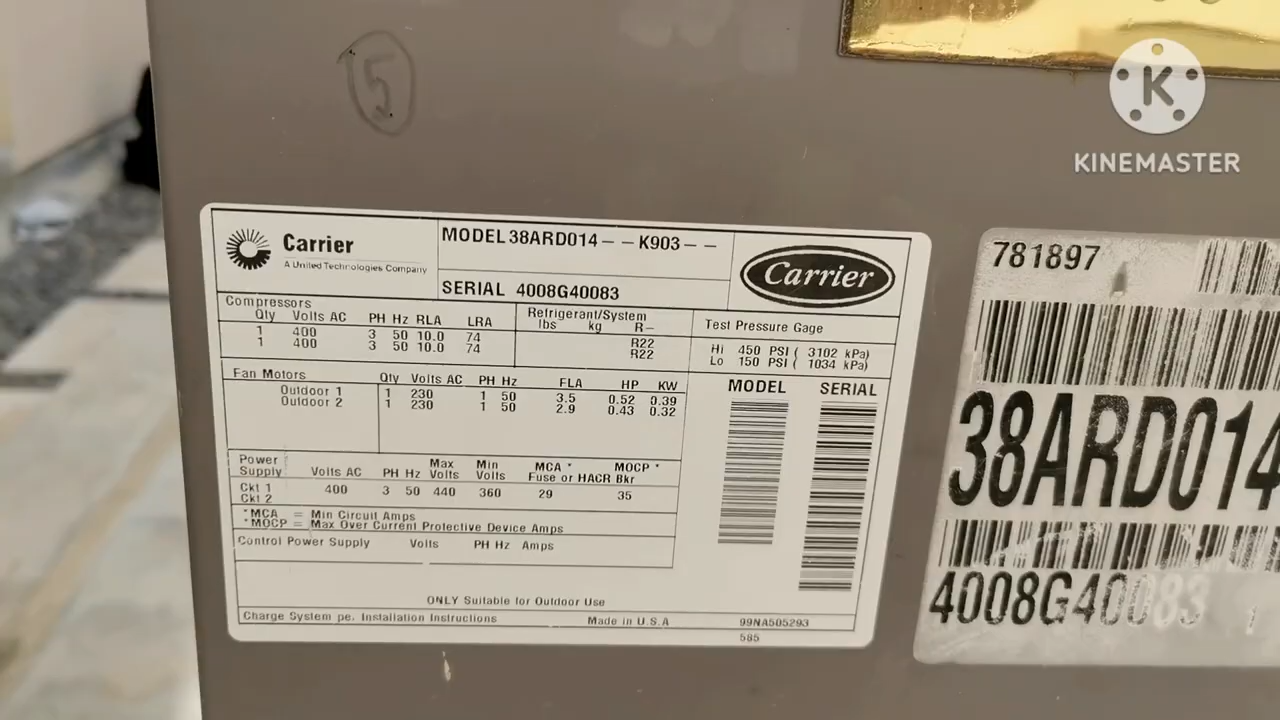 5
K
KINEMASTER
Carrier
A United Technologies Company
MODEL 38ARD014--K903--
SERIAL 4008G40083
Carrier
Compressors
Qty Volts AC PH Hz RLA LRA
1 400 3 50 10.0 74
1 400 3 50 10.0 74
Refrigerant/System
lbs kg R-
R22
R22
Test Pressure Gage
Hi 450 PSI ( 3102 kPa)
Lo 150 PSI ( 1034 kPa)
Fan Motors Qty Volts AC PH Hz FLA HP KW
Outdoor 1 1 230 1 50 3.5 0.52 0.39
Outdoor 2 1 230 1 50 2.9 0.43 0.32
MODEL SERIAL
Power Supply Volts AC PH Hz Max Volts Min Volts MCA * MOCP *
Fuse or HACR Bkr
Ckt 1 400 3 50 440 360 29 35
Ckt 2
*MCA = Min Circuit Amps
*MOCP = Max Over Current Protective Device Amps
Control Power Supply Volts PH Hz Amps
ONLY Suitable for Outdoor Use
Charge System pe. Installation Instructions Made in U.S.A 99NA505293
585
781897
38ARD014
4008G40083